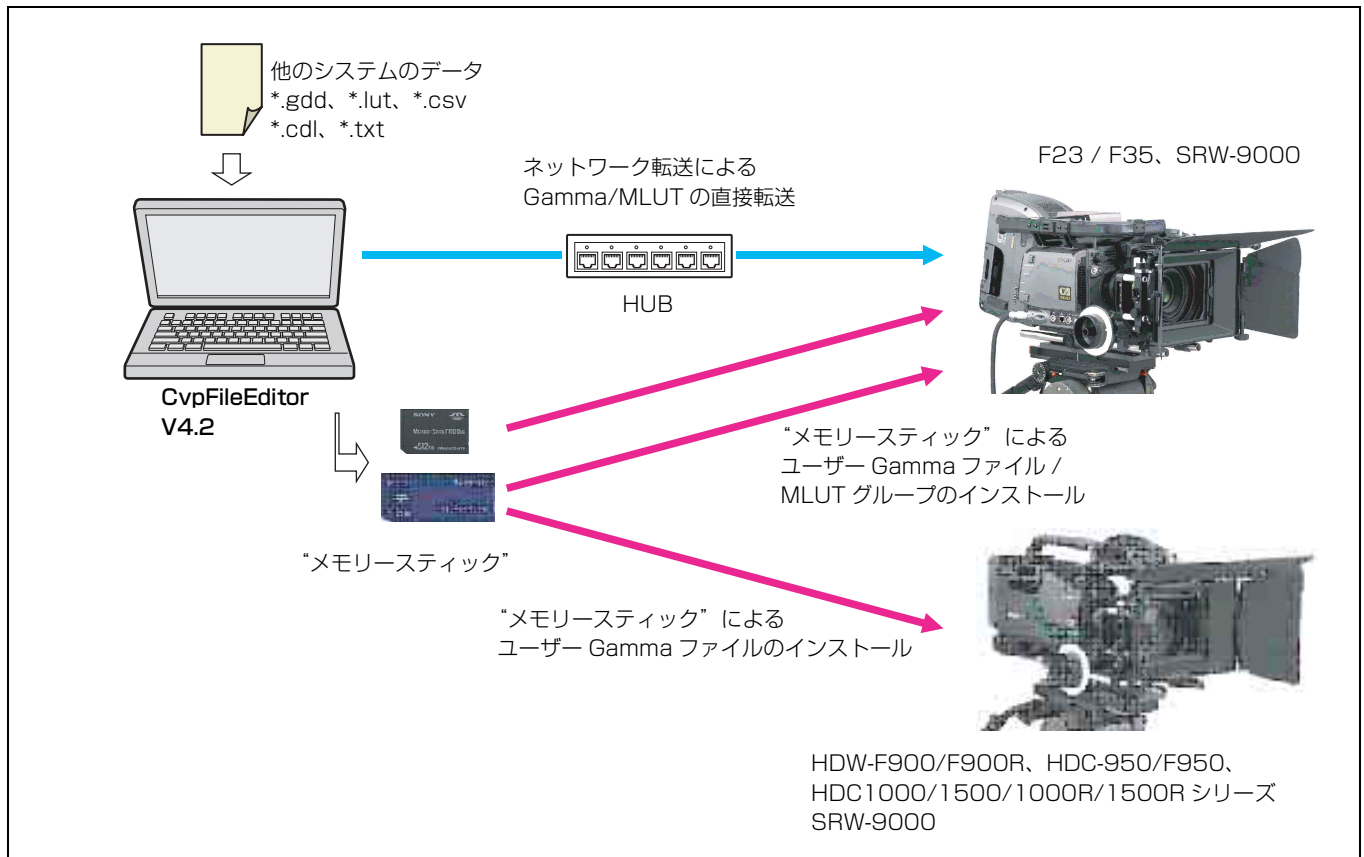 他のシステムのデータ
*.gdd、*.lut、*.csv
*.cdl、*.txt
ネットワーク転送による
Gamma/MLUT の直接転送
F23 / F35、SRW-9000
HUB
CvpFileEditor
V4.2
SONY
“メモリースティック”
“メモリースティック”による
ユーザー Gamma ファイル /
MLUT グループのインストール
“メモリースティック”による
ユーザー Gamma ファイルのインストール
HDW-F900/F900R、HDC-950/F950、
HDC1000/1500/1000R/1500R シリーズ
SRW-9000